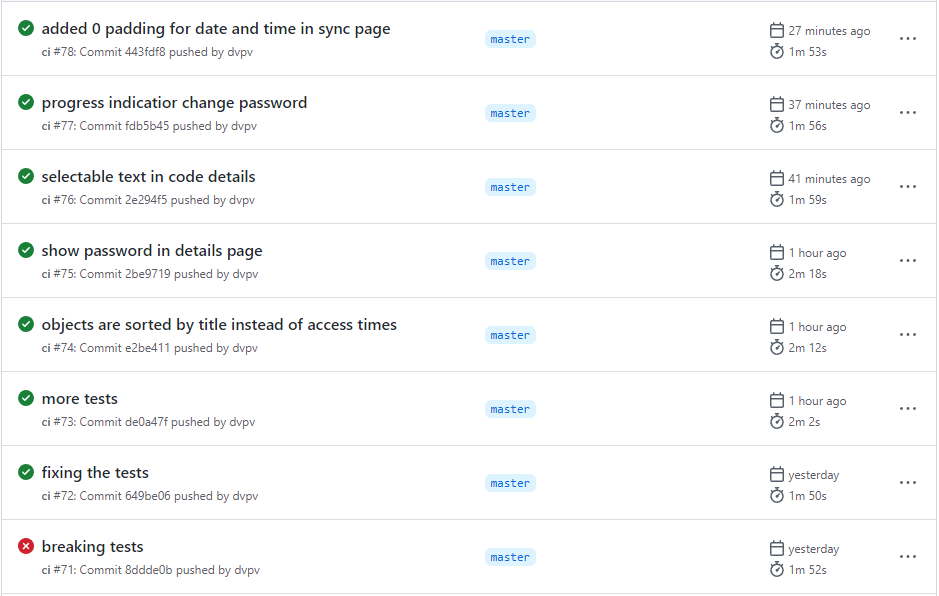 added 0 padding for date and time in sync page
master
27 minutes ago
ci #78: Commit 443fdf8 pushed by dvpv
1m 53s
progress indicatior change password
master
37 minutes ago
ci #77: Commit fdb5b45 pushed by dvpv
1m 56s
selectable text in code details
master
41 minutes ago
ci #76: Commit 2e294f5 pushed by dvpv
1m 59s
show password in details page
master
1 hour ago
ci #75: Commit 2be9719 pushed by dvpv
2m 18s
objects are sorted by title instead of access times
master
1 hour ago
ci #74: Commit e2be411 pushed by dvpv
2m 12s
more tests
master
1 hour ago
ci #73: Commit de0a47f pushed by dvpv
2m 2s
fixing the tests
master
yesterday
ci #72: Commit 649be06 pushed by dvpv
1m 50s
breaking tests
master
yesterday
ci #71: Commit 8ddde0b pushed by dvpv
1m 52s